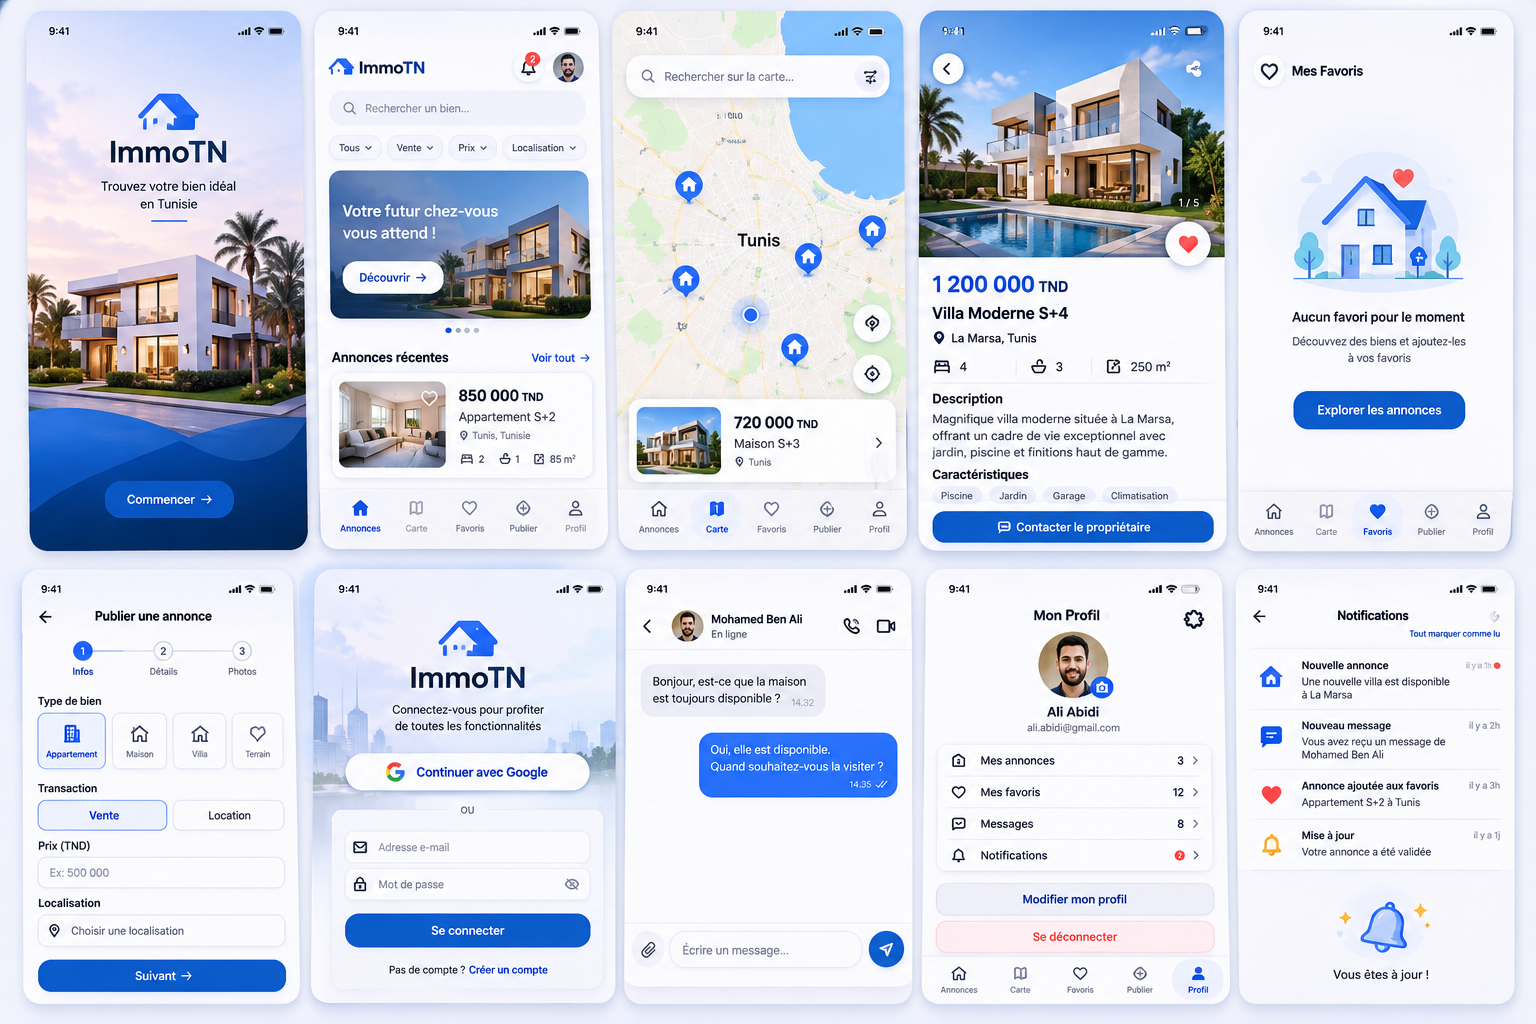 9:41
ImmoTN
Trouvez votre bien idéal
en Tunisie
Commencer →
9:41
ImmoTN
2
Rechercher un bien...
Tous
Vente
Prix
Localisation
Votre futur chez-vous
vous attend !
Découvrir →
Annonces récentes
Voir tout →
850 000 TND
Appartement S+2
Tunis, Tunisie
2
1
85 m²
Annonces
Carte
Favoris
Publier
Profil
9:41
Rechercher sur la carte...
Tunis
720 000 TND
Maison S+3
Tunis
Annonces
Carte
Favoris
Publier
Profil
9:41
1 / 5
1 200 000 TND
Villa Moderne S+4
La Marsa, Tunis
4
3
250 m²
Description
Magnifique villa moderne située à La Marsa,
offrant un cadre de vie exceptionnel avec
jardin, piscine et finitions haut de gamme.
Caractéristiques
Piscine
Jardin
Garage
Climatisation
Contacter le propriétaire
9:41
Mes Favoris
Aucun favori pour le moment
Découvrez des biens et ajoutez-les
à vos favoris
Explorer les annonces
Annonces
Carte
Favoris
Publier
Profil
9:41
Publier une annonce
1
2
3
Infos
Détails
Photos
Type de bien
Appartement
Maison
Villa
Terrain
Transaction
Vente
Location
Prix (TND)
Ex: 500 000
Localisation
Choisir une localisation
Suivant →
9:41
ImmoTN
Connectez-vous pour profiter
de toutes les fonctionnalités
Continuer avec Google
OU
Adresse e-mail
Mot de passe
Se connecter
Pas de compte ? Créer un compte
9:41
Mohamed Ben Ali
En ligne
Bonjour, est-ce que la maison
est toujours disponible ?
14.32
Oui, elle est disponible.
Quand souhaitez-vous la visiter ?
14.35
Écrire un message...
9:41
Mon Profil
Ali Abidi
ali.abidi@gmail.com
Mes annonces 3
Mes favoris 12
Messages 8
Notifications 2
Modifier mon profil
Se déconnecter
Annonces
Carte
Favoris
Publier
Profil
9:41
Notifications
Tout marquer comme lu
Nouvelle annonce
il y a 1h
Une nouvelle villa est disponible
à La Marsa
Nouveau message
il y a 2h
Vous avez reçu un message de
Mohamed Ben Ali
Annonce ajoutée aux favoris
il y a 3h
Appartement S+2 à Tunis
Mise à jour
il y a 1j
Votre annonce a été validée
Vous êtes à jour !